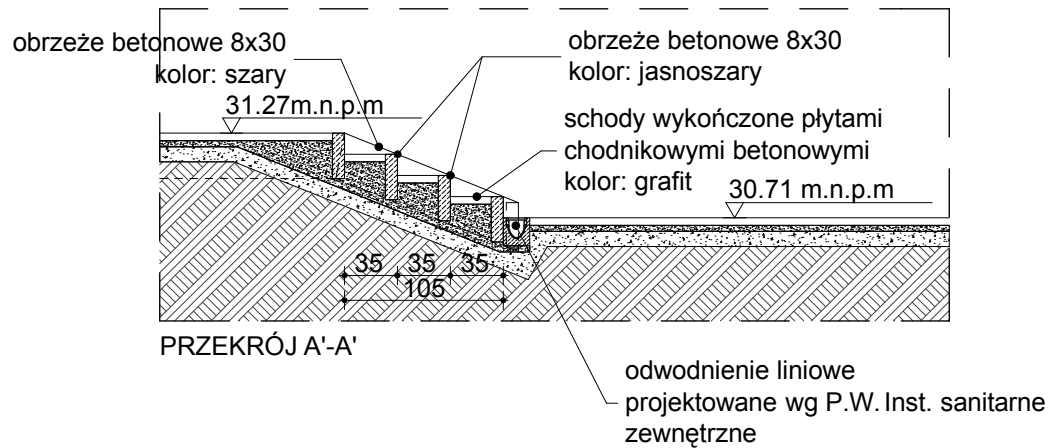 obrzeże betonowe 8x30
kolor: szary
31.27m.n.p.m
obrzeże betonowe 8x30
kolor: jasnoszary
schody wykończone płytami
chodnikowymi betonowymi
kolor: grafit
30.71 m.n.p.m
35 35 35
105
PRZEKRÓJ A'-A'
odwodnienie liniowe
projektowane wg P.W. Inst. sanitarne
zewnętrzne